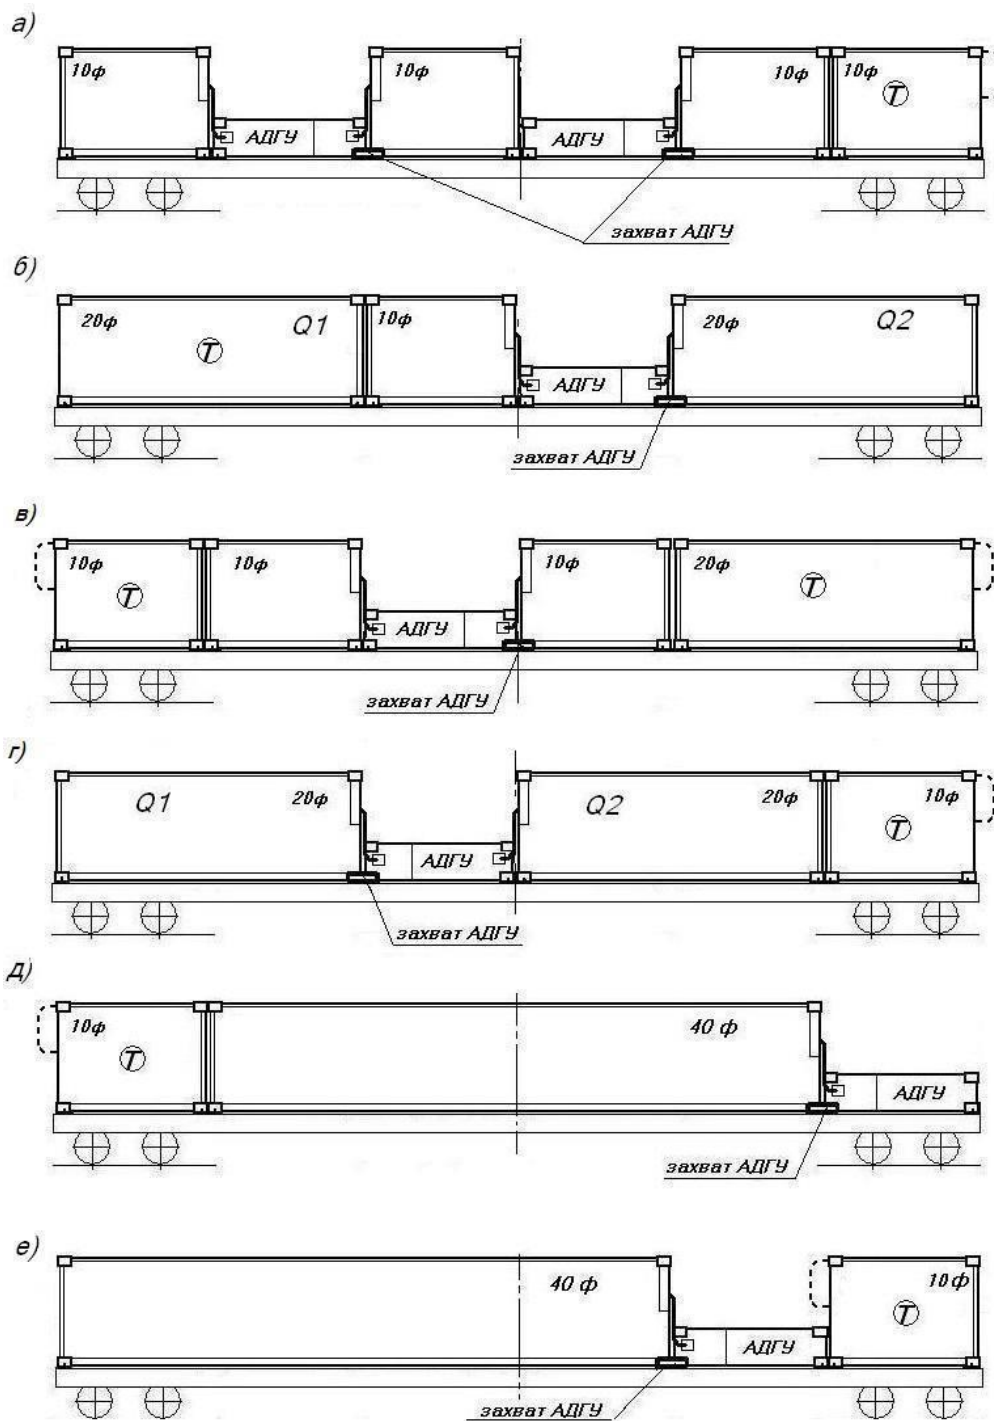 а)
10ф 10ф 10ф 10ф
Т
АДГУ АДГУ
захват АДГУ
б)
20ф Q1 10ф 20ф Q2
Т
АДГУ
захват АДГУ
в)
10ф 10ф 10ф 20ф
Т Т
АДГУ
захват АДГУ
г)
Q1 20ф Q2 20ф 10ф
Т
АДГУ
захват АДГУ
д)
10ф 40 ф
Т
АДГУ
захват АДГУ
е)
40 ф 10 ф
Т
АДГУ
захват АДГУ